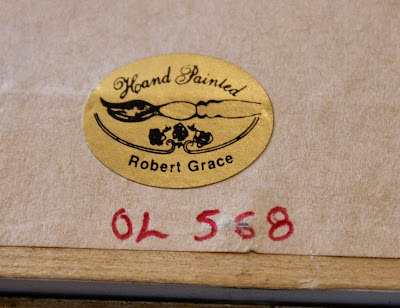 Hand Painted
Robert Grace
OL 568